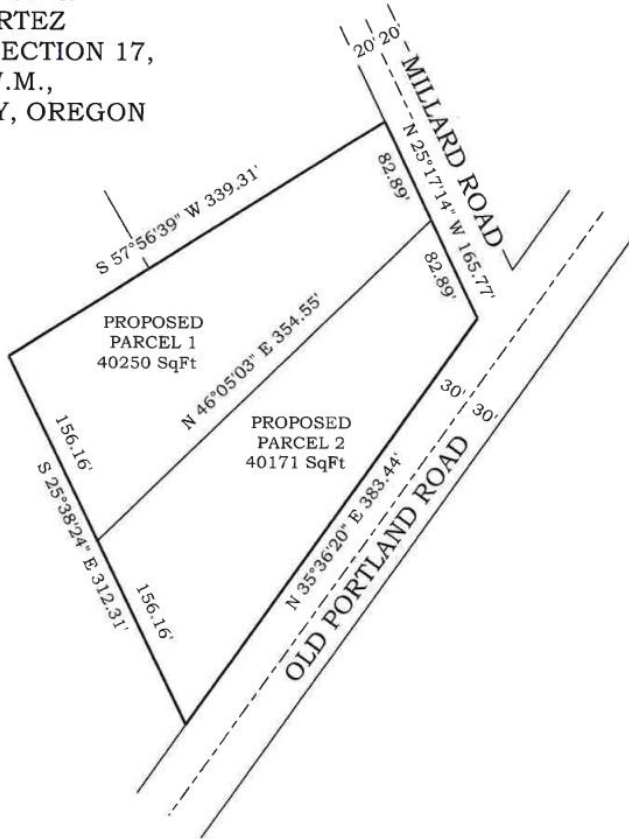 RTEZ
ECTION 17,
.M.,
Y, OREGON
20' 20'
MILLARD ROAD
N 25°17'14" W 165.77'
82.89'
82.89'
S 57°56'39" W 339.31'
PROPOSED
PARCEL 1
40250 SqFt
N 46°05'03" E 354.55'
PROPOSED
PARCEL 2
40171 SqFt
156.16'
S 25°38'24" E 312.31'
156.16'
N 35°36'20" E 383.44'
30' 30'
OLD PORTLAND ROAD